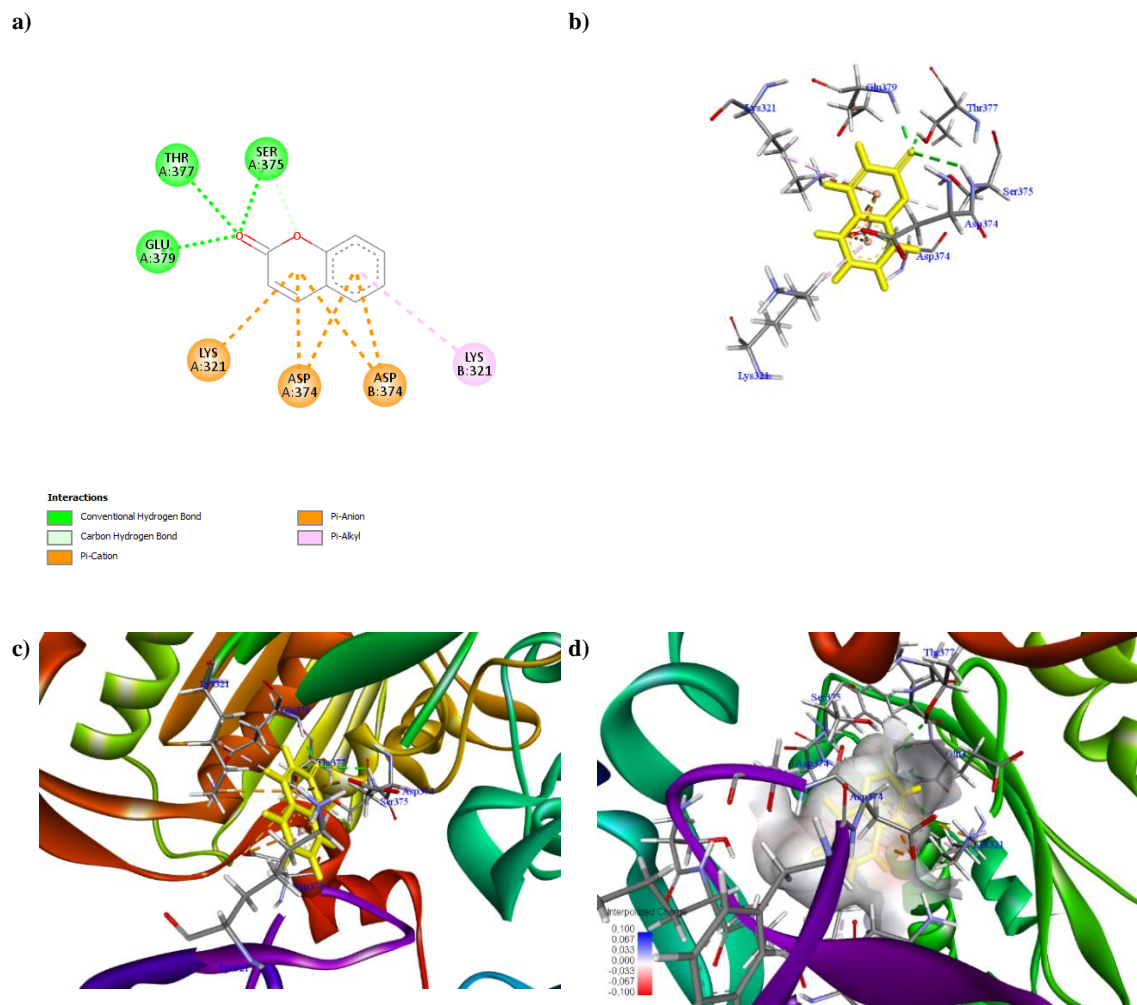 a)
b)
THR
A:377
SER
A:375
GLU
A:379
O
O
LYS
A:321
ASP
A:374
ASP
B:374
LYS
B:321
Glu379
Lys321
Thr377
Ser375
Asp374
Asp374
Lys321
Interactions
Conventional Hydrogen Bond
Carbon Hydrogen Bond
Pi-Cation
Pi-Anion
Pi-Alkyl
c)
Lys321
Glu379
Thr377
Asp374
Ser375
Asp374
d)
Thr377
Ser375
Asp374
Asp374
Interpolated Charge
0,100
0,067
0,033
0,000
-0,033
-0,067
-0,100